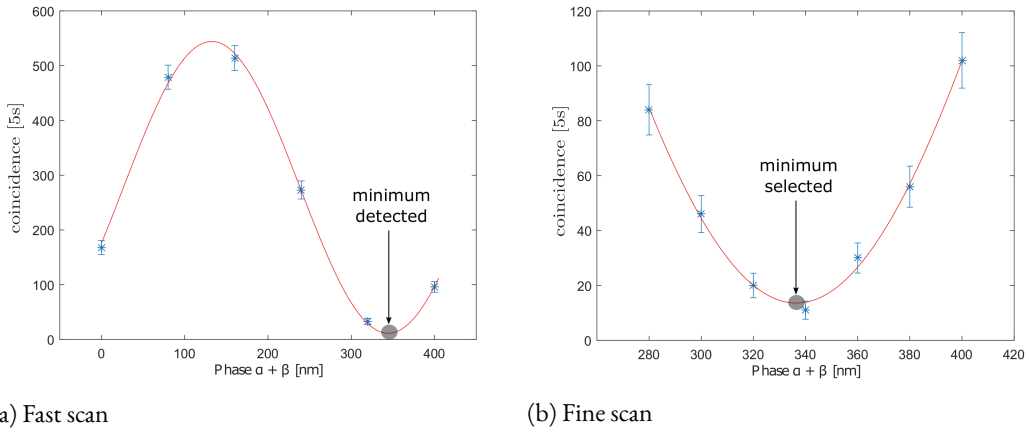 600
500
400
300
200
100
0
coincidence [5s]
minimum
detected
0 100 200 300 400
Phase α + β [nm]
a) Fast scan
120
100
80
60
40
20
0
coincidence [5s]
minimum
selected
280 300 320 340 360 380 400 420
Phase α + β [nm]
(b) Fine scan